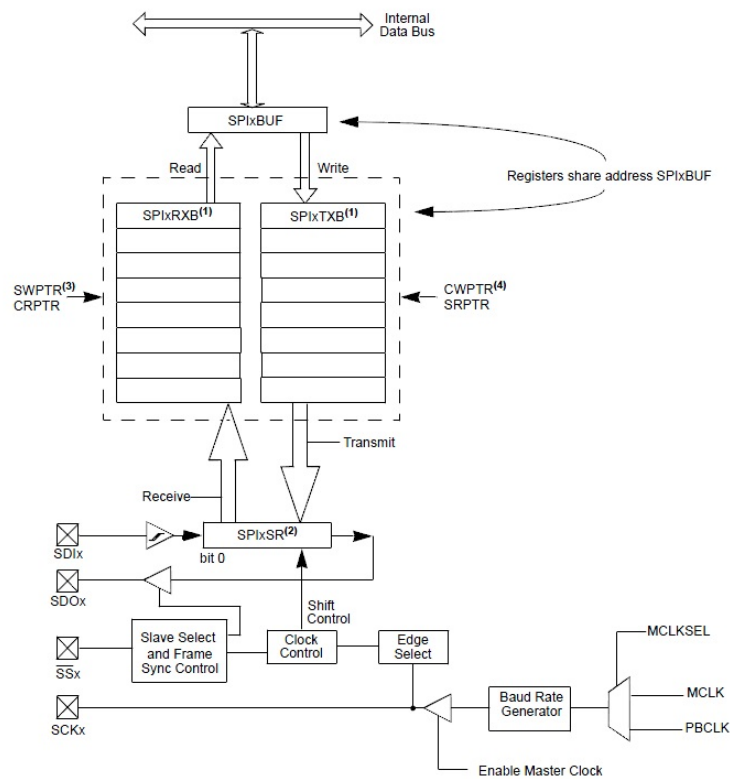 Internal
Data Bus
SPIxBUF
Read
Write
Registers share address SPIxBUF
SPIxRXB(1)
SPIxTXB(1)
SWPTR(3)
CRPTR
CWPTR(4)
SRPTR
Transmit
Receive
SPIxSR(2)
SDIx
bit 0
SDOx
Shift
Control
Slave Select
and Frame
Sync Control
Clock
Control
Edge
Select
MCLKSEL
SSx
Baud Rate
Generator
MCLK
SCKx
PBCLK
Enable Master Clock